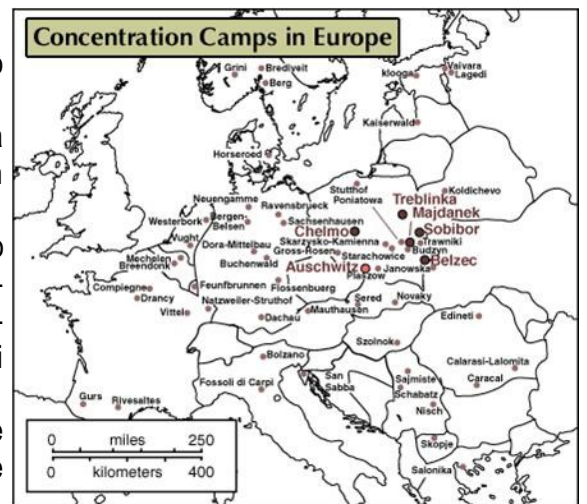 Concentration Camps in Europe
Grini
Bredivelt
Berg
klooga
Vaivara
Lagedi
Kaiserwald
Horserod
Stutthof
Poniatowa
Koldichevo
Treblinka
Majdanek
Sobibor
Trawniki
Budzyn
Belzec
Neuengamme
Ravensbrueck
Bergen-
Belsen
Sachsenhausen
Westerbork
Chelmo
Vught
Dora-Mittelbau
Skarzysko-Kamienna
Gross-Rosen
Starachowice
Mechelen
Breendonk
Buchenwald
Auschwitz
Plaszow
Janowska
Compiegne
Drancy
Feunfbrunnen
Flossenburg
Natzweiler-Struthof
Vittel
Dachau
Mauthausen
Sered
Novaky
Edineti
Szolnok
Bolzano
Fossoli di Carpi
San
Sabba
Sajmiste
Schabatz
Nisch
Calarasi-Lalomita
Caracal
Gurs
Rivesaltes
Skopje
Salonika
0 miles 250
0 kilometers 400